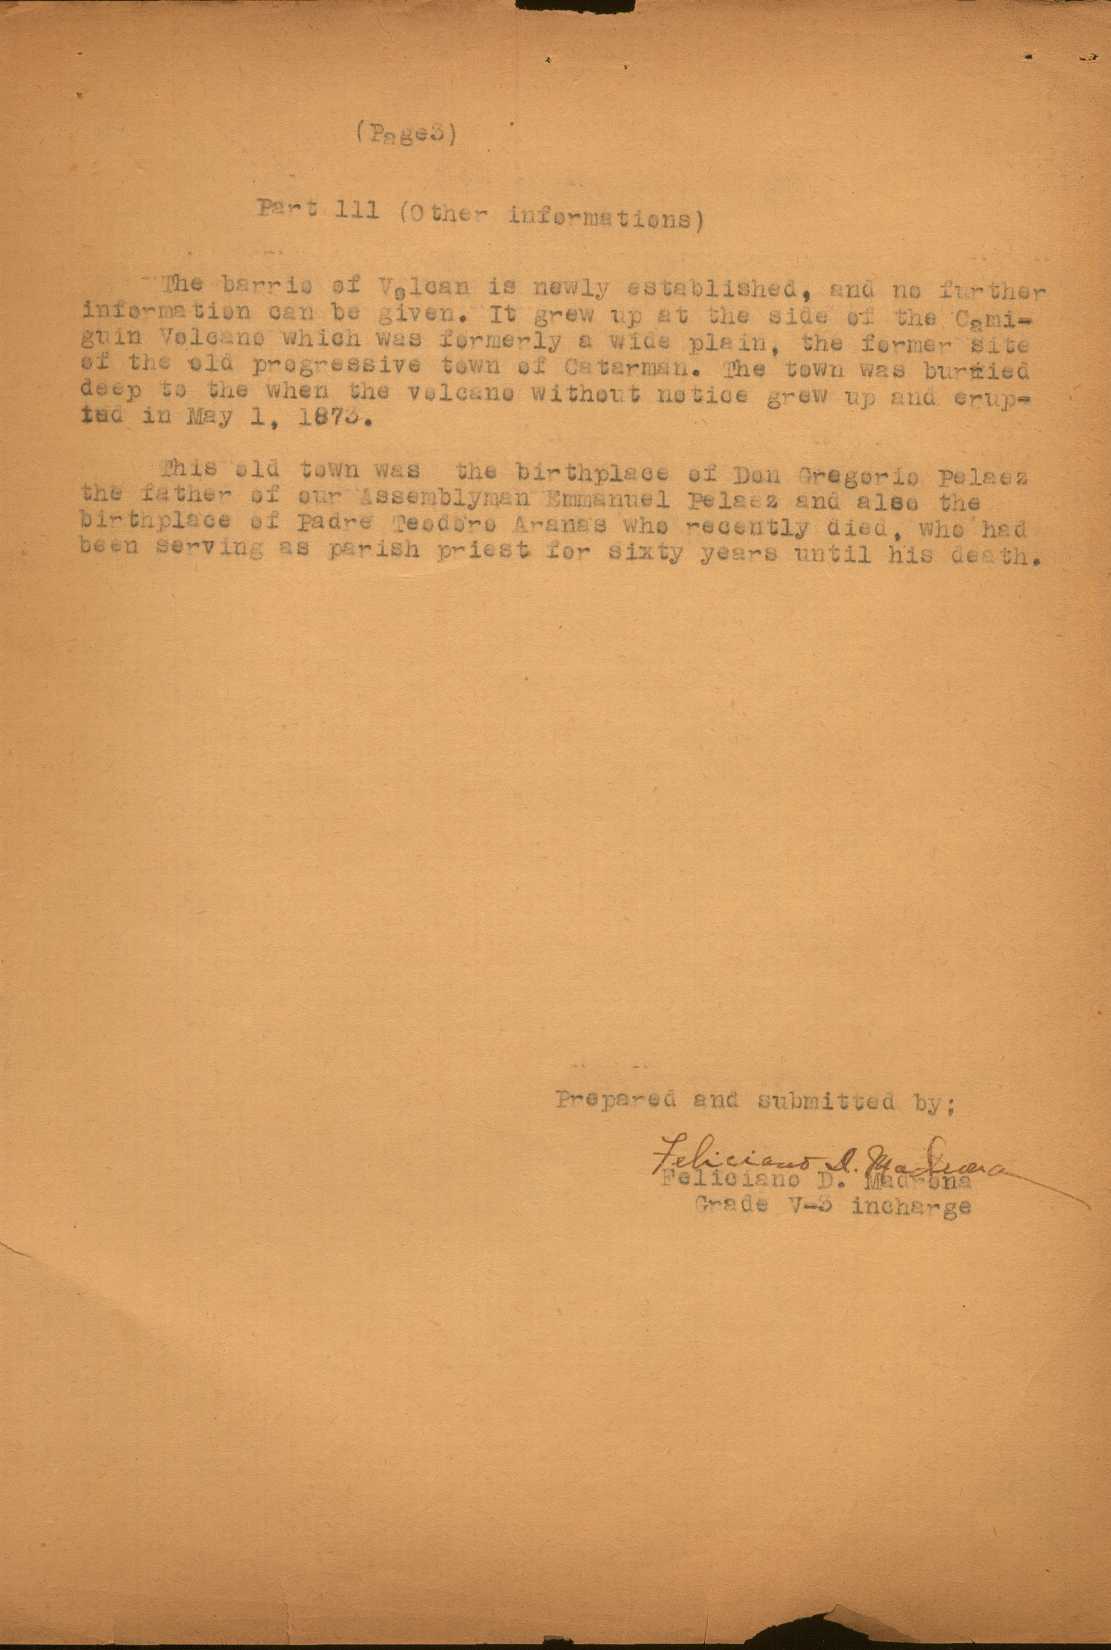 (Page3)
Part 111 (Other informations)
The barrio of Volcan is newly established, and no further
information can be given. It grew up at the side of the Cami-
guin Volcano which was formerly a wide plain, the former site
of the old progressive town of Catarman. The town was burried
deep to the when the volcano without notice grew up and erup-
ted in May 1, 1873.
This old town was the birthplace of Don Gregorio Pelaez
the father of our Assemblyman Emmanuel Pelaez and also the
birthplace of Padre Teodoro Aranas who recently died, who had
been serving as parish priest for sixty years until his death.
Prepared and submitted by;
Feliciano D. Madrona
Feliciano D. Madrona
Grade V-3 incharge